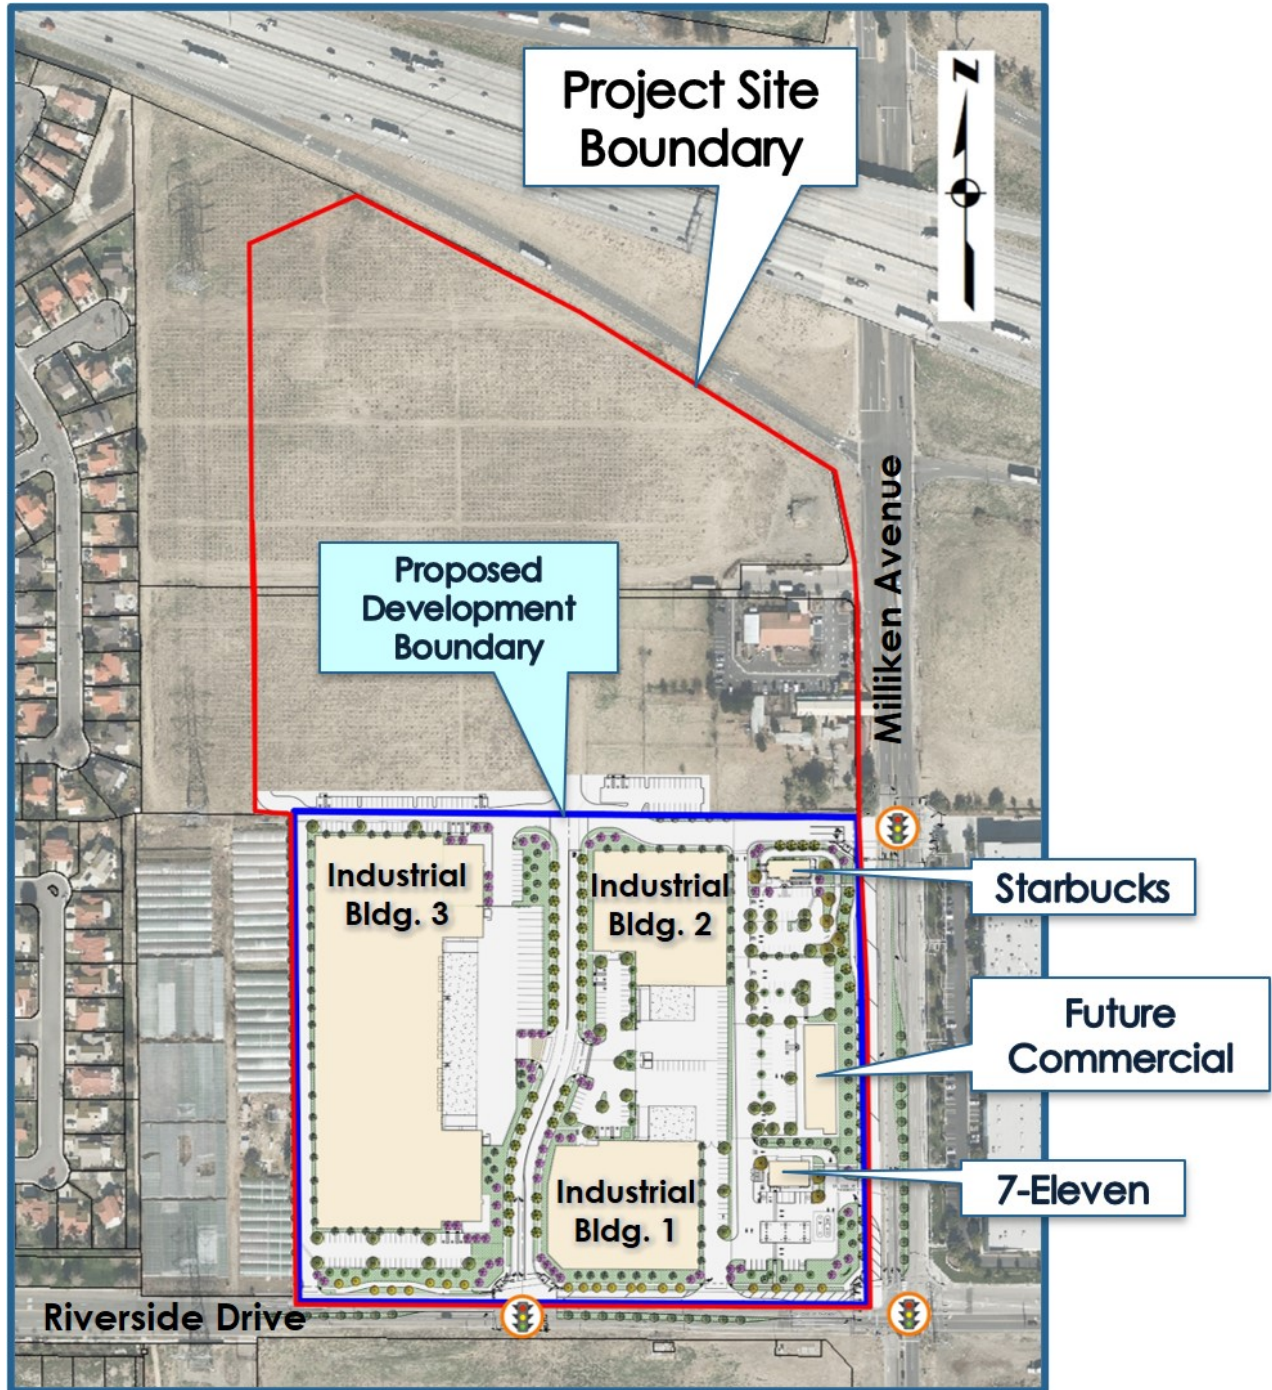 Project Site
Boundary
N
Milliken Avenue
Proposed
Development
Boundary
Industrial
Bldg. 3
Industrial
Bldg. 2
Starbucks
Future
Commercial
7-Eleven
Industrial
Bldg. 1
Riverside Drive